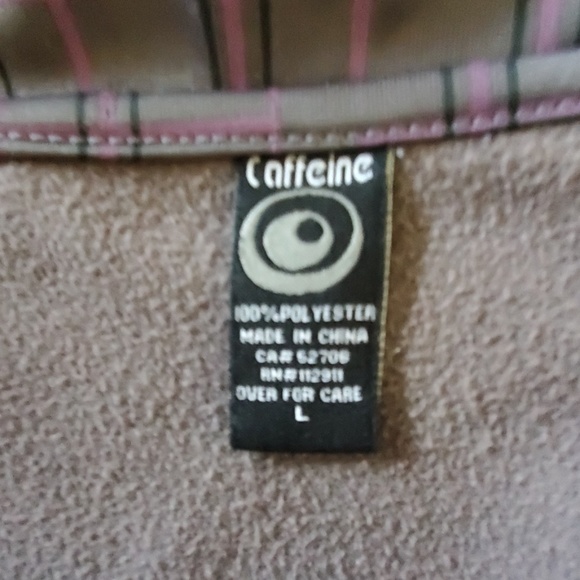 Caffeine
100%POLYESTER
MADE IN CHINA
CA# 52708
RN#112911
OVER FOR CARE
L